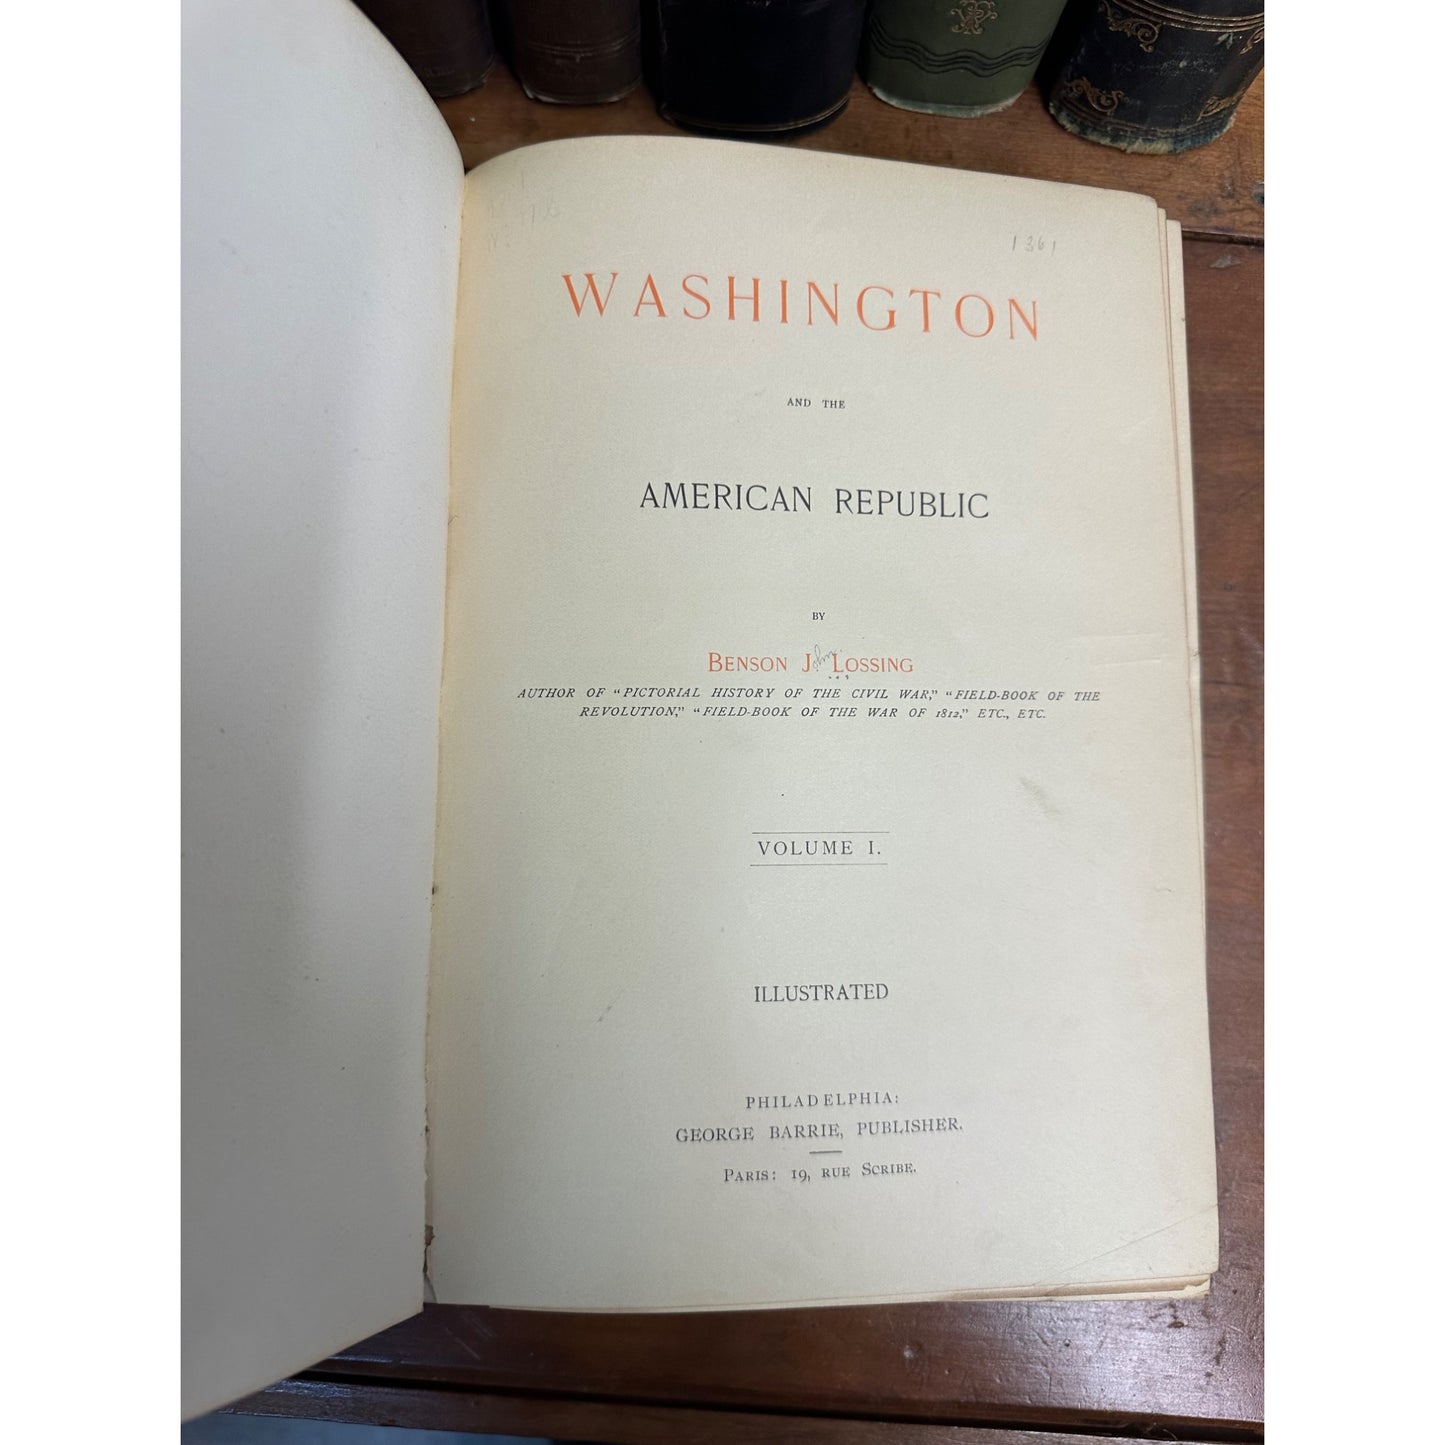 1361
WASHINGTON
AND THE
AMERICAN REPUBLIC
BY
BENSON J. LOSSING
AUTHOR OF "PICTORIAL HISTORY OF THE CIVIL WAR," "FIELD-BOOK OF THE
REVOLUTION," "FIELD-BOOK OF THE WAR OF 1812," ETC., ETC.
VOLUME I.
ILLUSTRATED
PHILADELPHIA:
GEORGE BARRIE, PUBLISHER.
PARIS: 19, RUE SCRIBE.